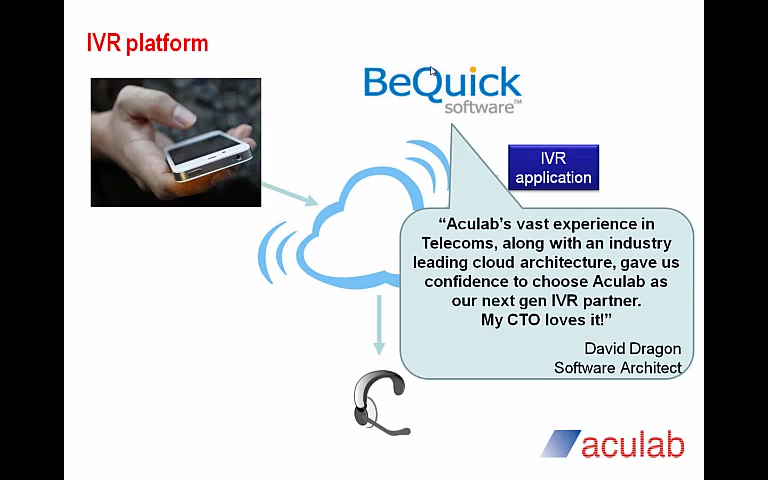 IVR platform
BeQuick
software™
IVR
application
“Aculab’s vast experience in
Telecoms, along with an industry
leading cloud architecture, gave us
confidence to choose Aculab as
our next gen IVR partner.
My CTO loves it!”
David Dragon
Software Architect
aculab